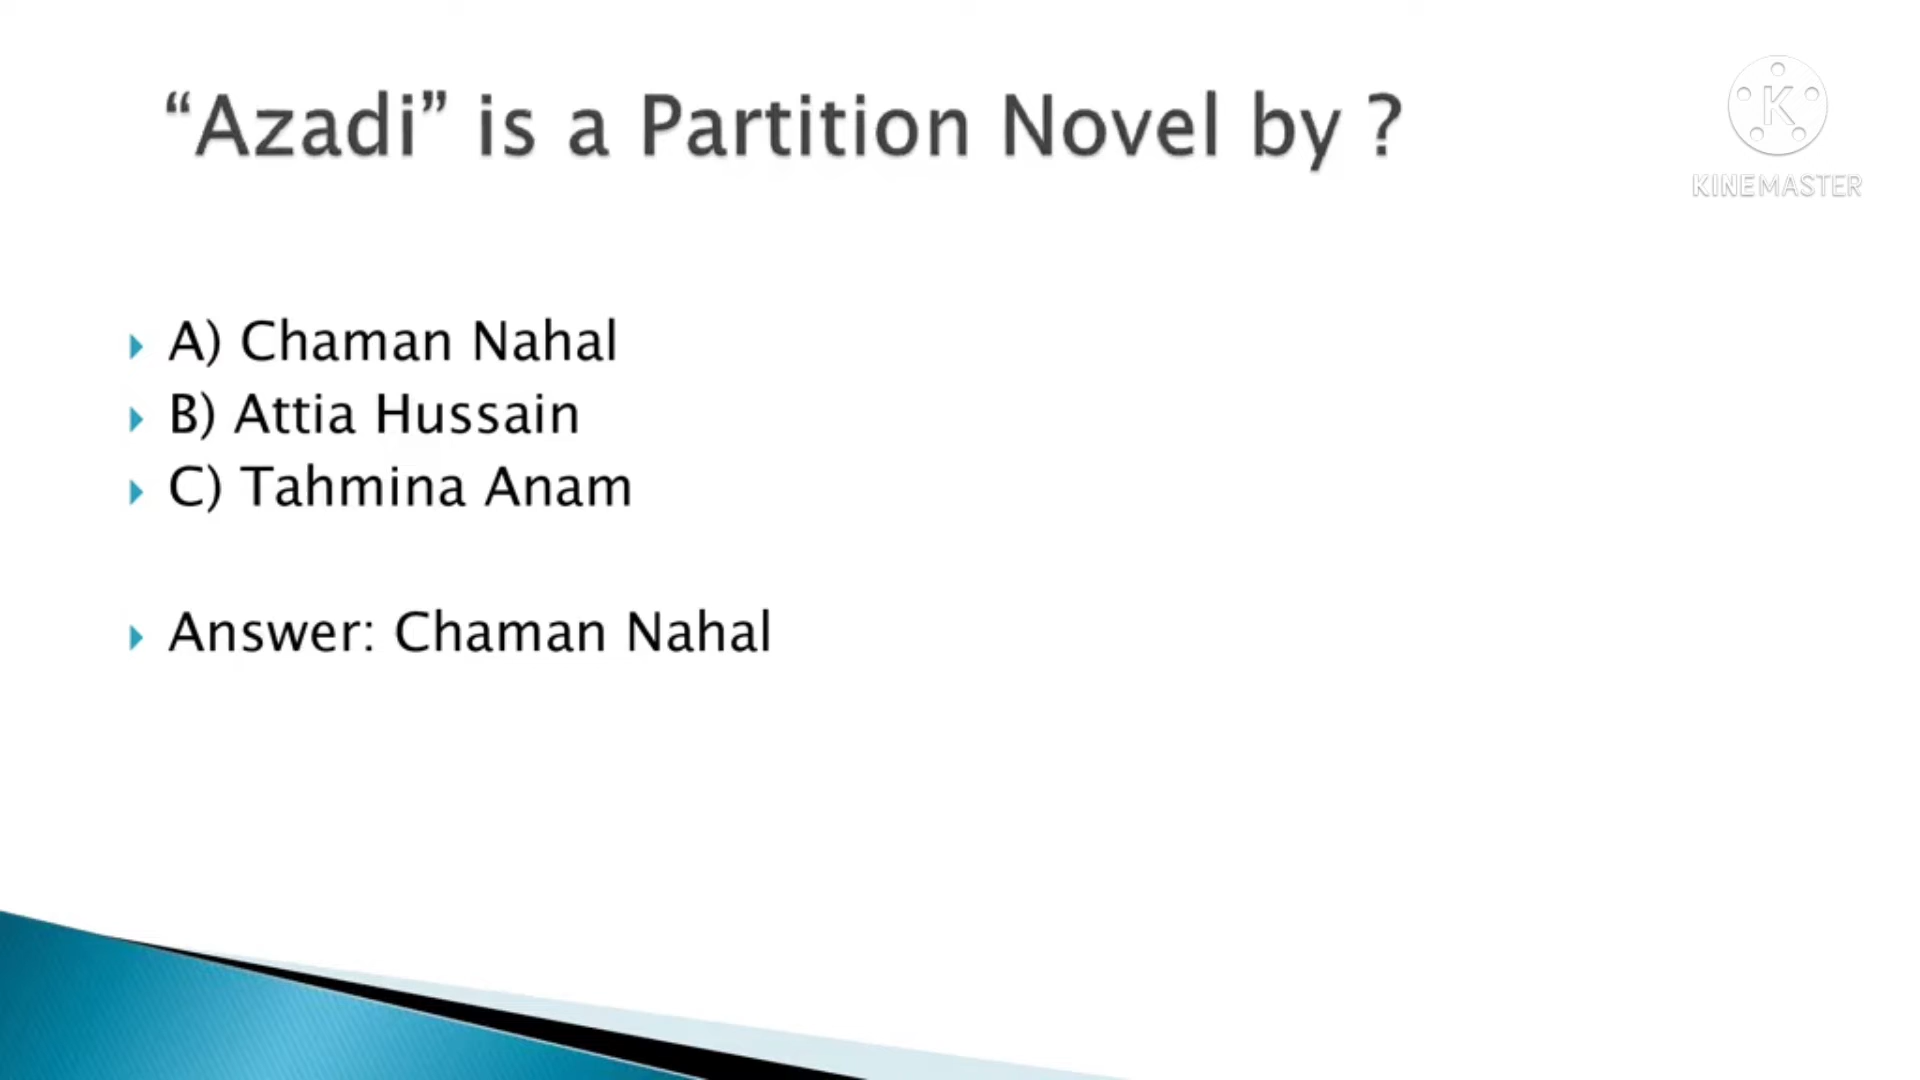 “Azadi” is a Partition Novel by ?
K
KINEMASTER
A) Chaman Nahal
B) Attia Hussain
C) Tahmina Anam
Answer: Chaman Nahal